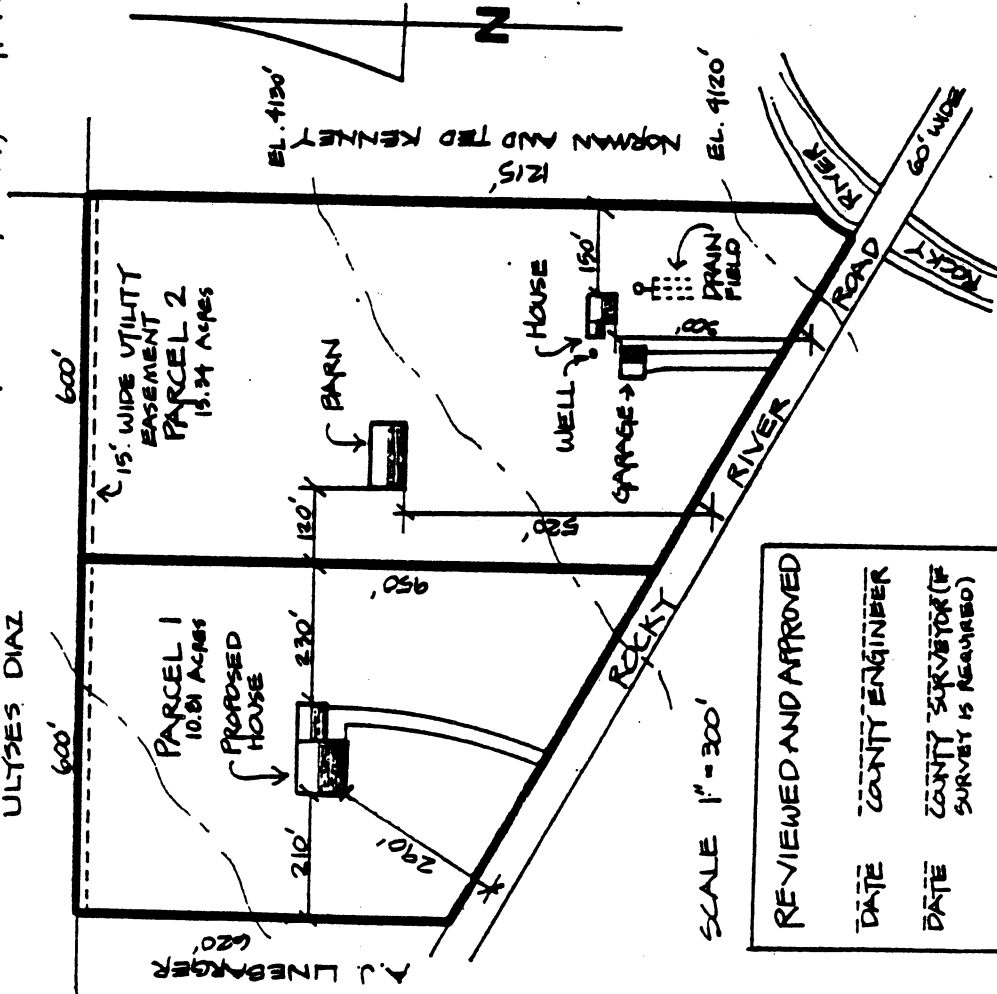 ULYSES DIAZ
600'
600'
15' WIDE UTILITY
EASEMENT
PARCEL 2
13.34 ACRES
PARCEL 1
10.81 ACRES
PROPOSED
HOUSE
BARN
210'
230'
120'
290'
950'
520'
620'
A.J. LINEBARGER
1215'
NORMAN AND TED KENNEY
EL. 4130'
EL. 4120'
N
HOUSE
150'
WELL
GARAGE
DRAIN
FIELD
ROCKY RIVER ROAD
60' WIDE
ROCKY RIVER
SCALE 1" = 300'
REVIEWED AND APPROVED
DATE COUNTY ENGINEER
DATE COUNTY SURVEYOR (IF
SURVEY IS REQUIRED)